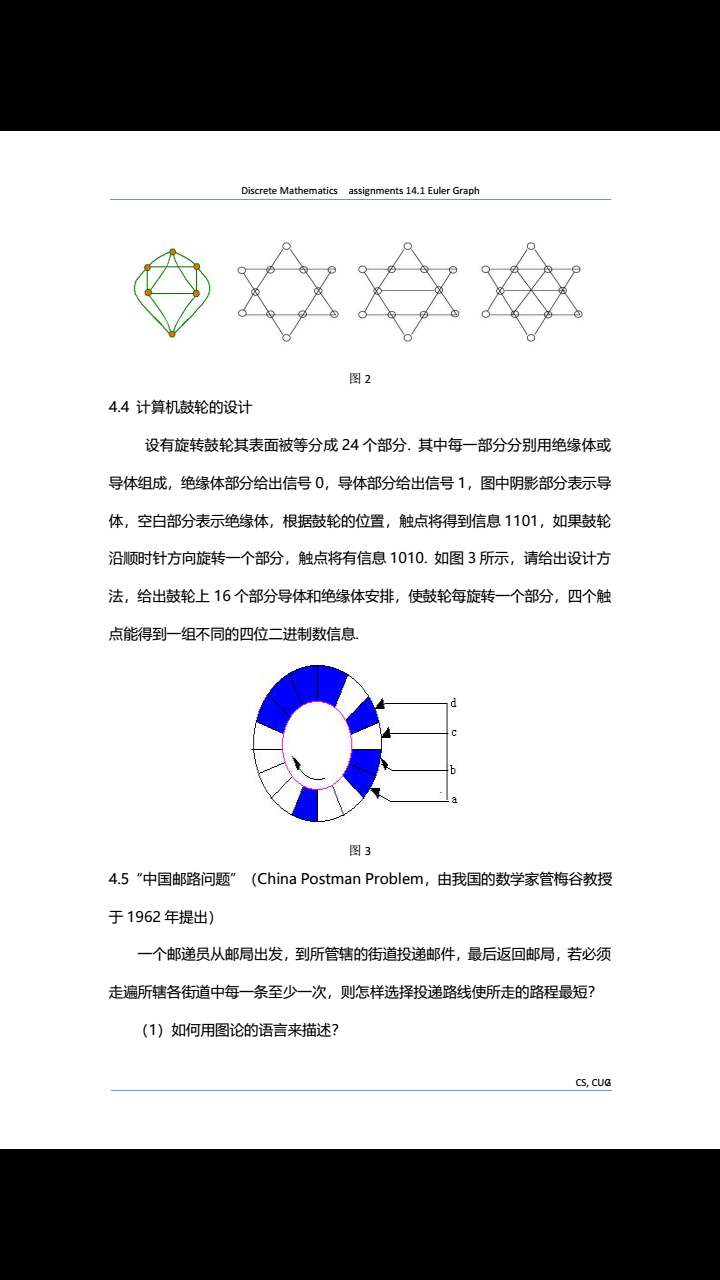 Discrete Mathematics assignments 14.1 Euler Graph
图 2
4.4 计算机鼓轮的设计
设有旋转鼓轮其表面被等分成 24 个部分. 其中每一部分分别用绝缘体或
导体组成，绝缘体部分给出信号 0，导体部分给出信号 1，图中阴影部分表示导
体，空白部分表示绝缘体，根据鼓轮的位置，触点将得到信息 1101，如果鼓轮
沿顺时针方向旋转一个部分，触点将有信息 1010. 如图 3 所示，请给出设计方
法，给出鼓轮上 16 个部分导体和绝缘体安排，使鼓轮每旋转一个部分，四个触
点能得到一组不同的四位二进制数信息.
d
c
b
a
图 3
4.5“中国邮路问题”（China Postman Problem，由我国的数学家管梅谷教授
于 1962 年提出）
一个邮递员从邮局出发，到所管辖的街道投递邮件，最后返回邮局，若必须
走遍所辖各街道中每一条至少一次，则怎样选择投递路线使所走的路程最短？
（1）如何用图论的语言来描述？
CS, CUG